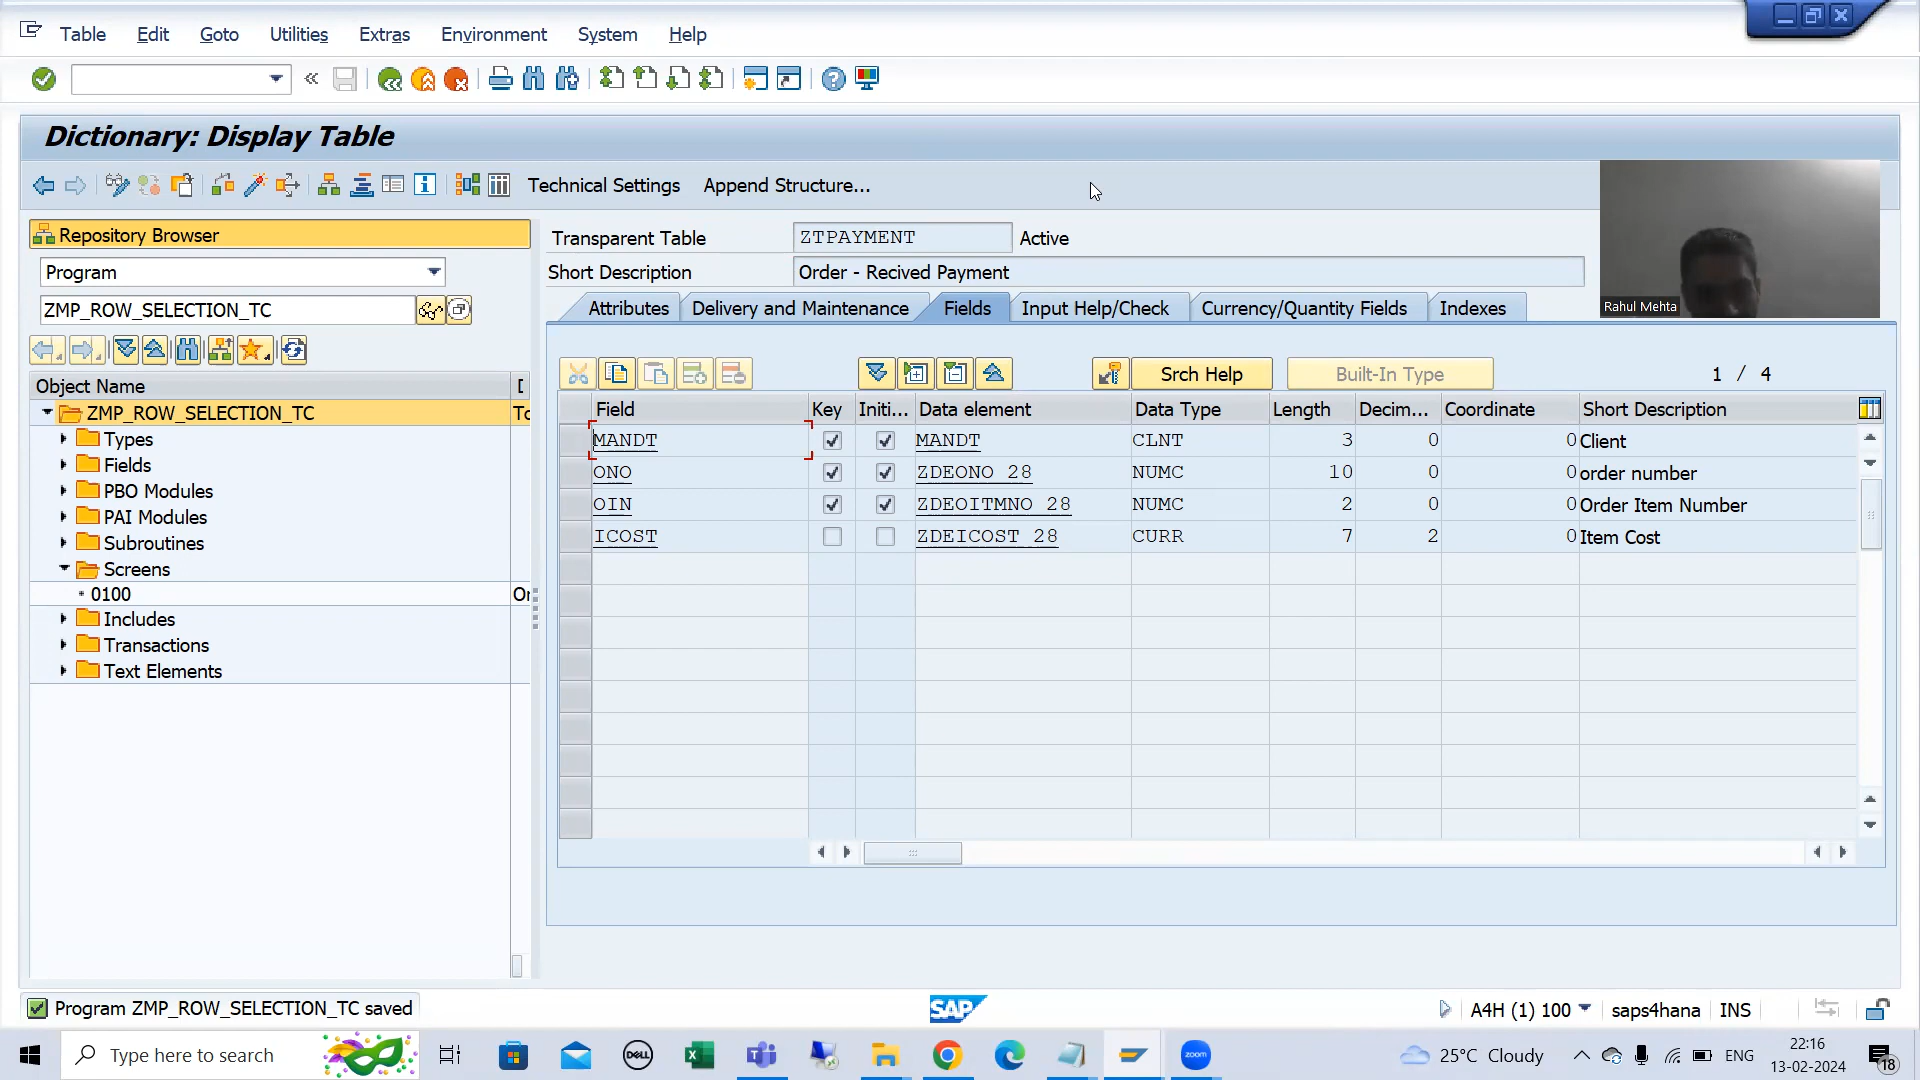 Table Edit Goto Utilities Extras Environment System Help
Dictionary: Display Table
Technical Settings Append Structure...
Repository Browser
Program
ZMP_ROW_SELECTION_TC
Object Name
ZMP_ROW_SELECTION_TC
Types
Fields
PBO Modules
PAI Modules
Subroutines
Screens
0100
Includes
Transactions
Text Elements
Transparent Table ZTPAYMENT Active
Short Description Order - Recived Payment
Attributes Delivery and Maintenance Fields Input Help/Check Currency/Quantity Fields Indexes
Srch Help Built-In Type 1 / 4
Field Key Initi... Data element Data Type Length Decim... Coordinate Short Description
MANDT MANDT CLNT 3 0 0 Client
ONO ZDEONO_28 NUMC 10 0 0 order number
OIN ZDEOITMNO_28 NUMC 2 0 0 Order Item Number
ICOST ZDEICOST_28 CURR 7 2 0 Item Cost
Rahul Mehta
Program ZMP_ROW_SELECTION_TC saved
SAP
A4H (1) 100 saps4hana INS
Type here to search
DELL
zoom
25°C Cloudy
ENG
22:16
13-02-2024
18